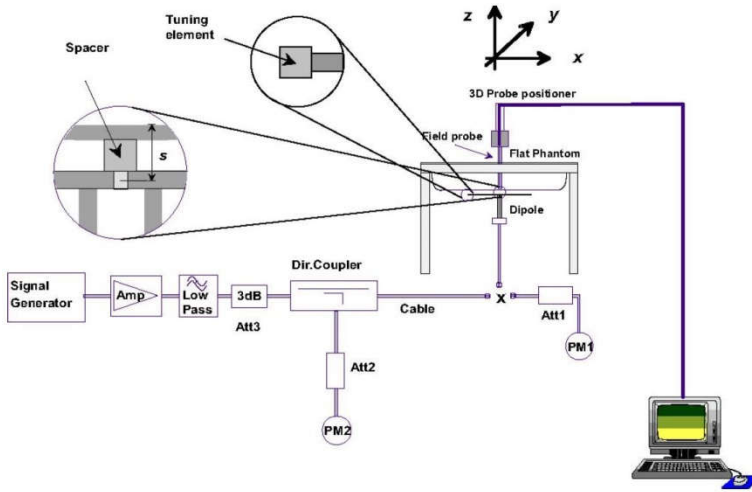 Tuning
element
Spacer
s
z
y
x
3D Probe positioner
Field probe
Flat Phantom
Dipole
Signal
Generator
Amp
Low
Pass
3dB
Att3
Dir.Coupler
Cable
x
Att1
PM1
Att2
PM2